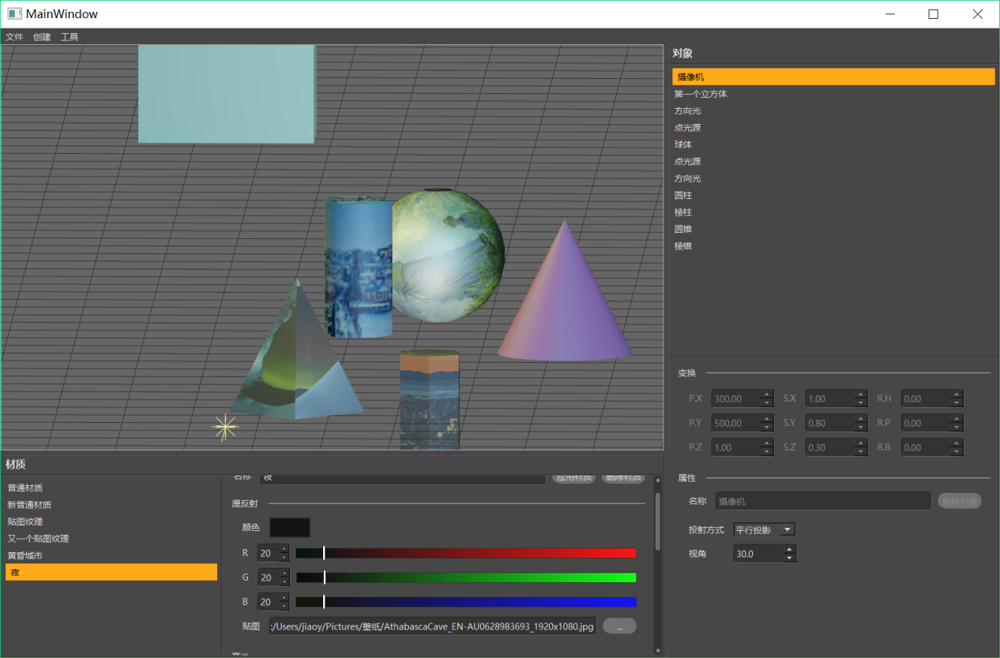 MainWindow
文件 创建 工具
对象
摄像机
第一个立方体
方向光
点光源
球体
点光源
方向光
圆柱
棱柱
圆锥
棱锥
变换
P.X 300.00 S.X 1.00 R.H 0.00
P.Y 500.00 S.Y 0.80 R.P 0.00
P.Z 1.00 S.Z 0.30 R.B 0.00
属性
名称 摄像机 删除对象
投射方式 平行投影
视角 30.0
材质
普通材质
新普通材质
贴图纹理
又一个贴图纹理
黄昏城市
夜
名称 夜 应用材质 删除材质
漫反射
颜色
R 20
G 20
B 20
贴图 :/Users/jiaoy/Pictures/壁纸/AthabascaCave_EN-AU0628983693_1920x1080.jpg ...